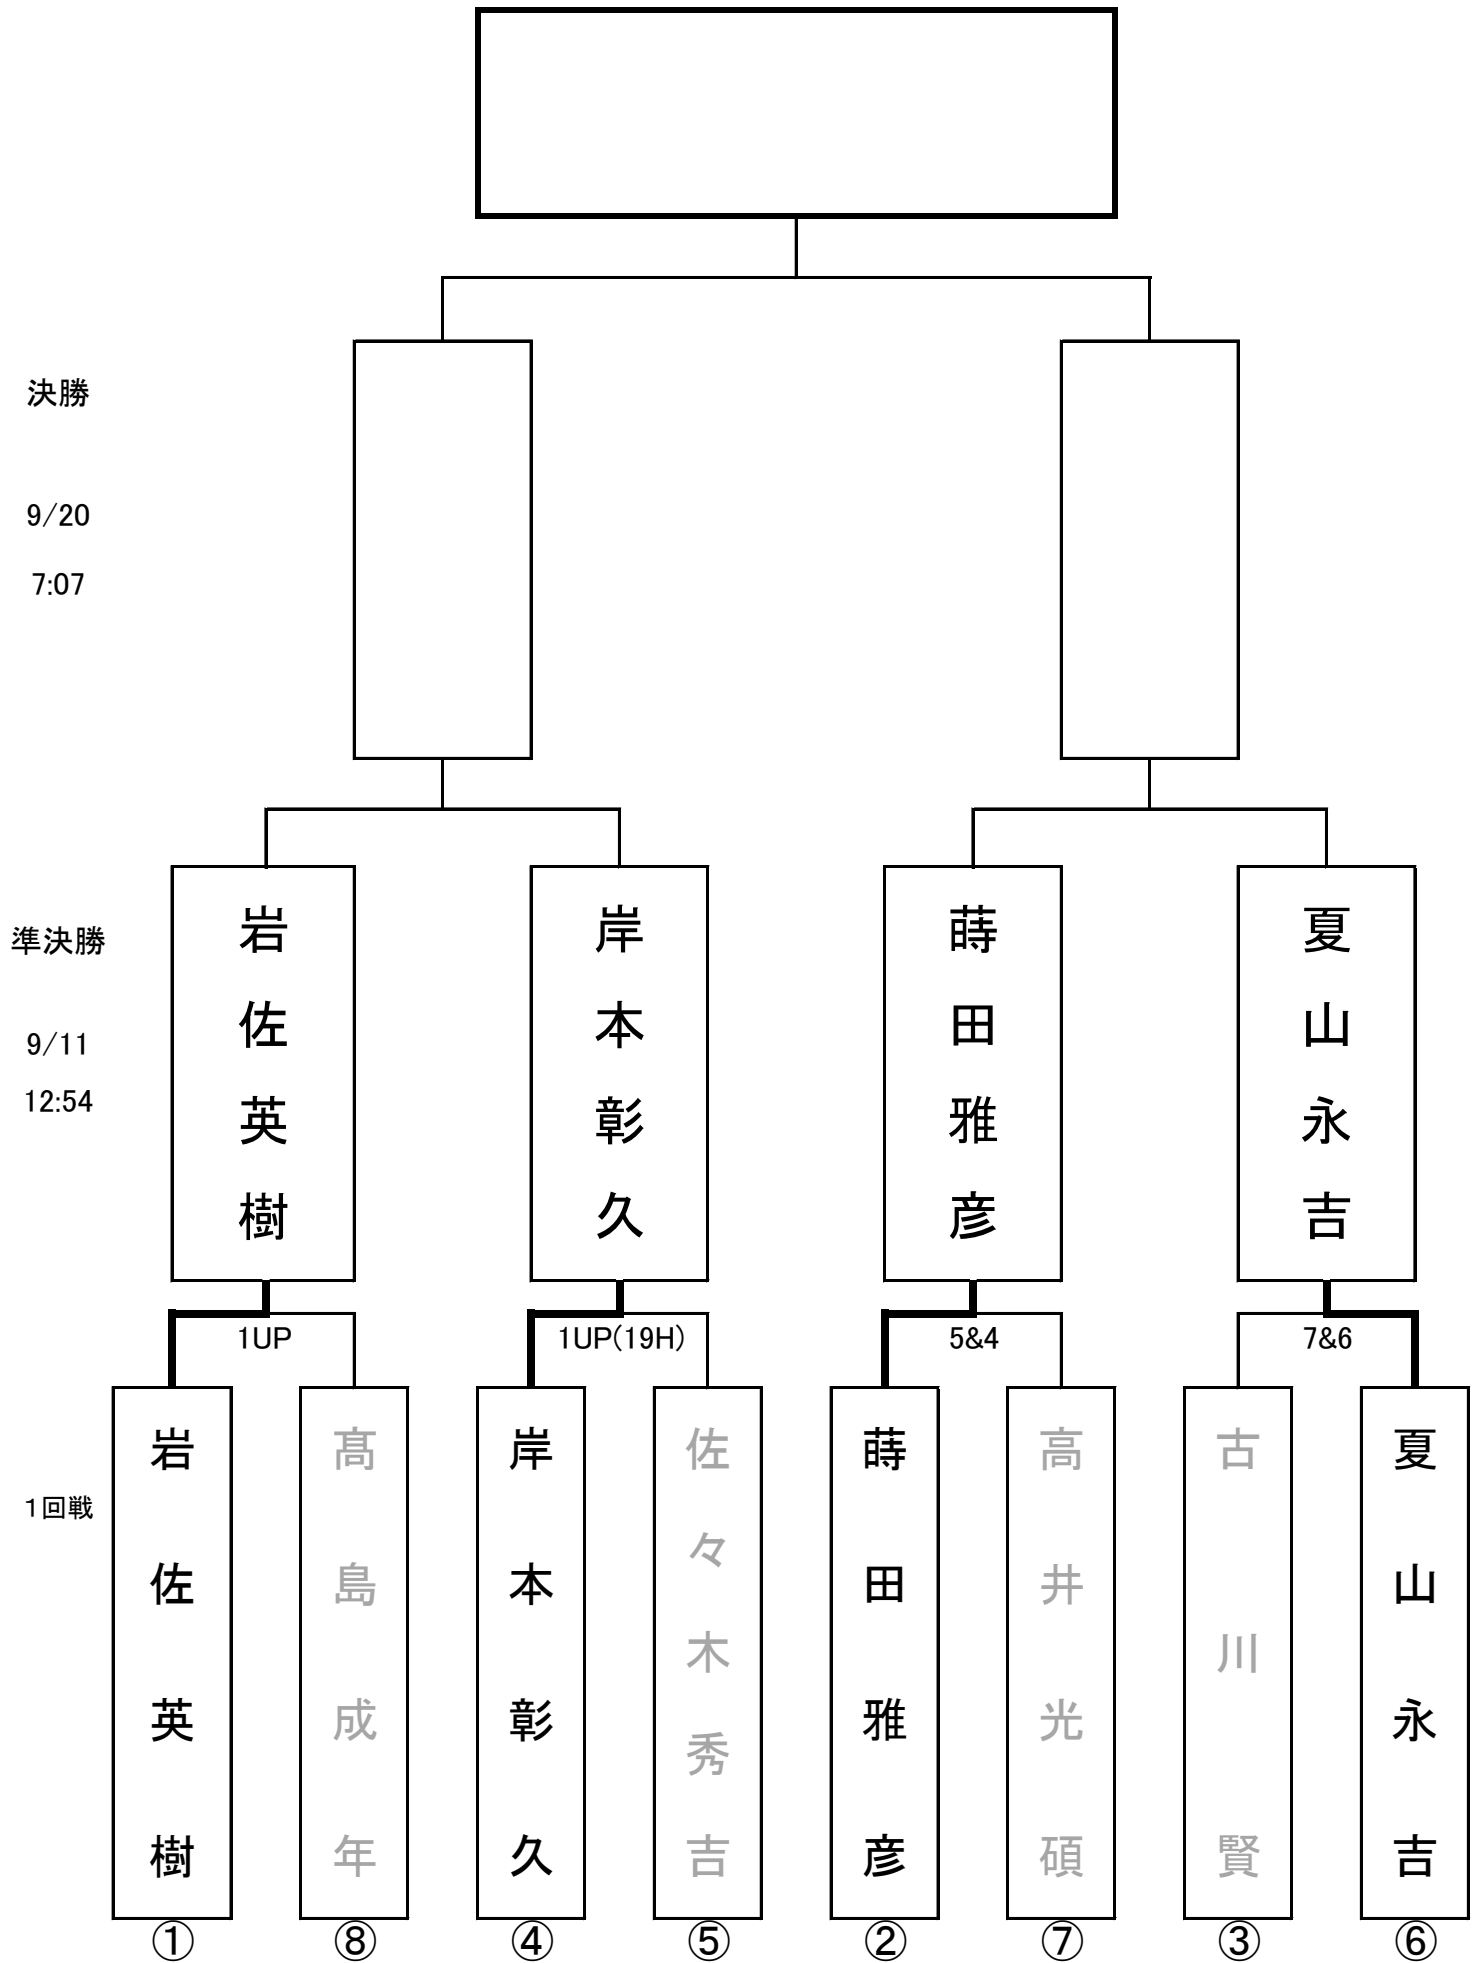 決勝
9/20
7:07
準決勝
9/11
12:54
岩佐英樹
岸本彰久
蒔田雅彦
夏山永吉
1UP
1UP(19H)
5&4
7&6
1回戦
岩佐英樹
髙島成年
岸本彰久
佐々木秀吉
蒔田雅彦
高井光碩
古川賢
夏山永吉
①
⑧
④
⑤
②
⑦
③
⑥